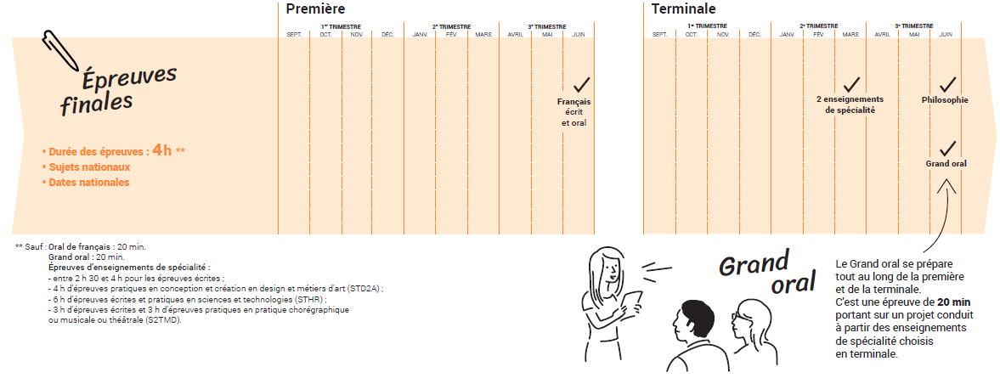 Première
1er TRIMESTRE 2e TRIMESTRE 3e TRIMESTRE
SEPT. OCT. NOV. DÉC. JANV. FÉV. MARS AVRIL MAI JUIN
Terminale
1re TRIMESTRE 2e TRIMESTRE 3e TRIMESTRE
SEPT. OCT. NOV. DÉC. JANV. FÉV. MARS AVRIL MAI JUIN
Épreuves
finales
• Durée des épreuves : 4 h **
• Sujets nationaux
• Dates nationales
Français
écrit
et oral
2 enseignements
de spécialité
Philosophie
Grand oral
** Sauf : Oral de français : 20 min.
Grand oral : 20 min.
Épreuves d'enseignements de spécialité :
- entre 2 h 30 et 4 h pour les épreuves écrites ;
- 4 h d'épreuves pratiques en conception et création en design et métiers d'art (STD2A) ;
- 6 h d'épreuves écrites et pratiques en sciences et technologies (STHR) ;
- 3 h d'épreuves écrites et 3 h d'épreuves pratiques en pratique chorégraphique
ou musicale ou théâtrale (S2TMD).
Grand
oral
Le Grand oral se prépare
tout au long de la première
et de la terminale.
C'est une épreuve de 20 min
portant sur un projet conduit
à partir des enseignements
de spécialité choisis
en terminale.